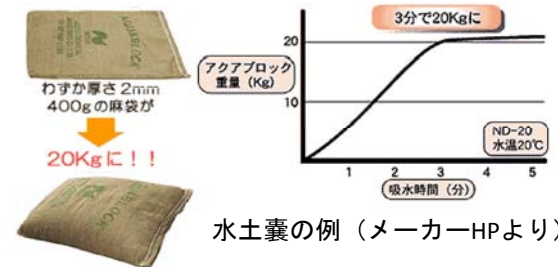 AQUABLOCK
わずか厚さ2mm
400gの麻袋が
20Kgに!!
3分で20Kgに
アクアブロック
重量(Kg)
20
10
ND-20
水温20℃
1 2 3 4 5
吸水時間(分)
水土嚢の例(メーカーHPより)